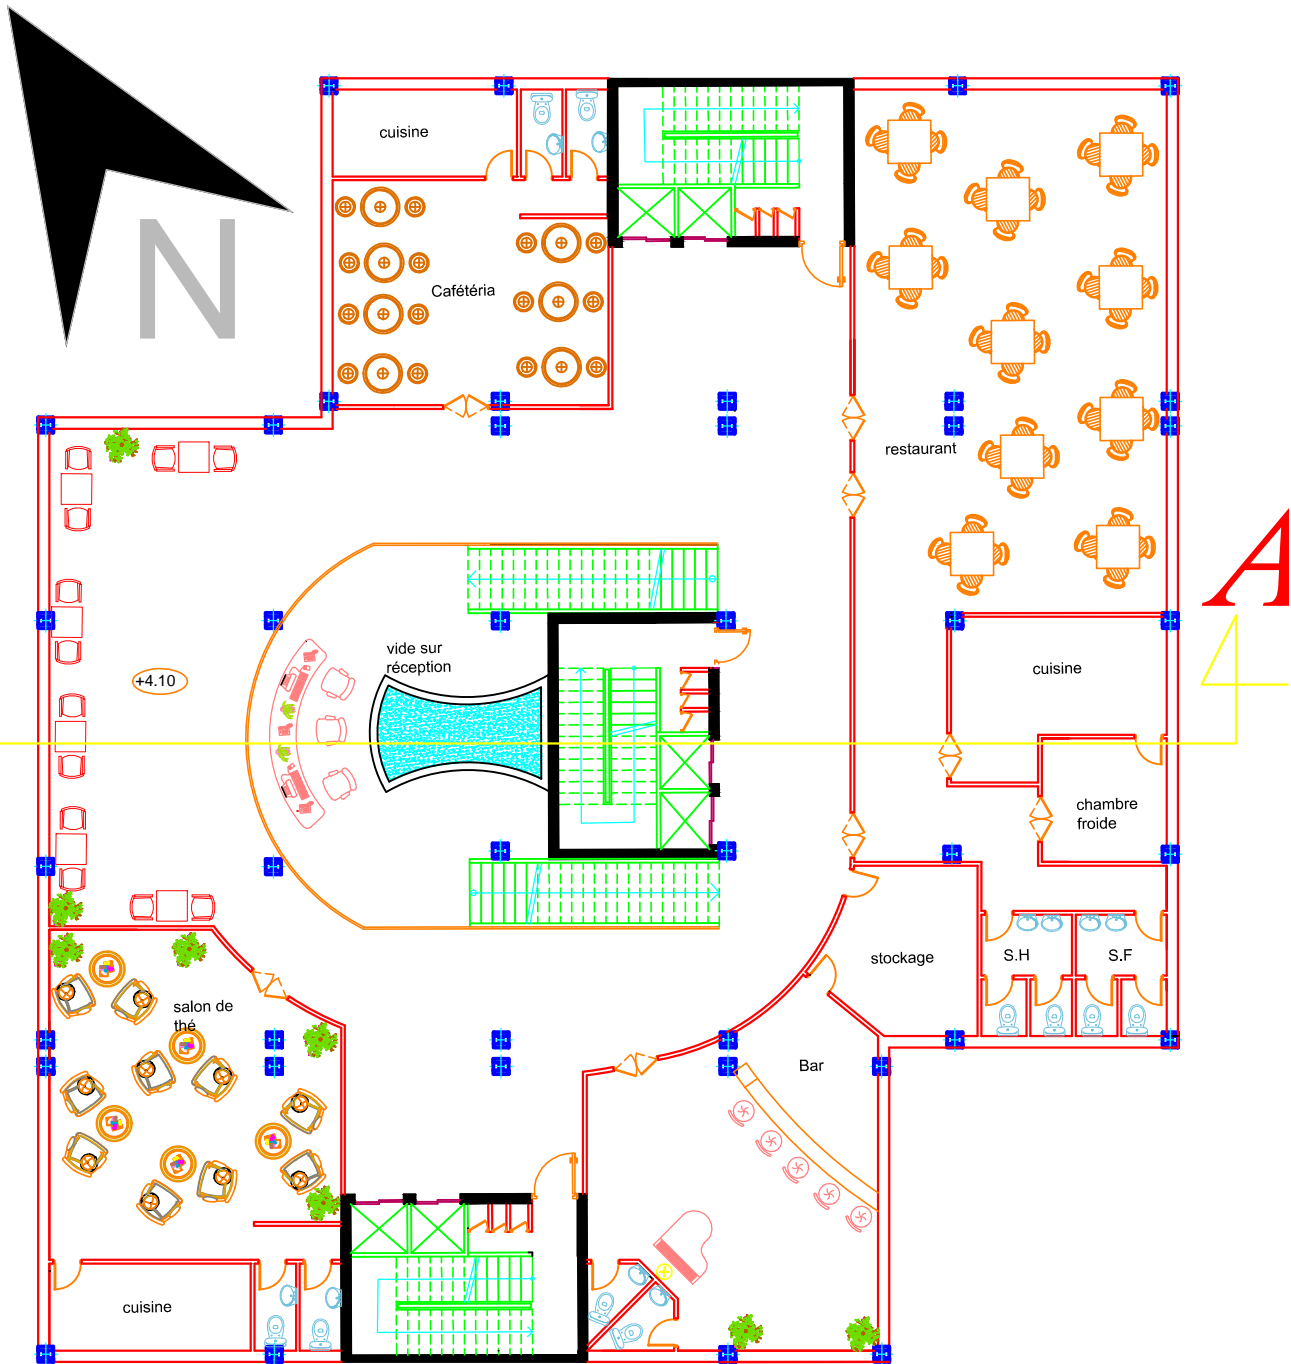 N
cuisine
Cafétéria
restaurant
A
vide sur
réception
cuisine
+4.10
chambre
froide
stockage
S.H
S.F
salon de
thé
Bar
cuisine